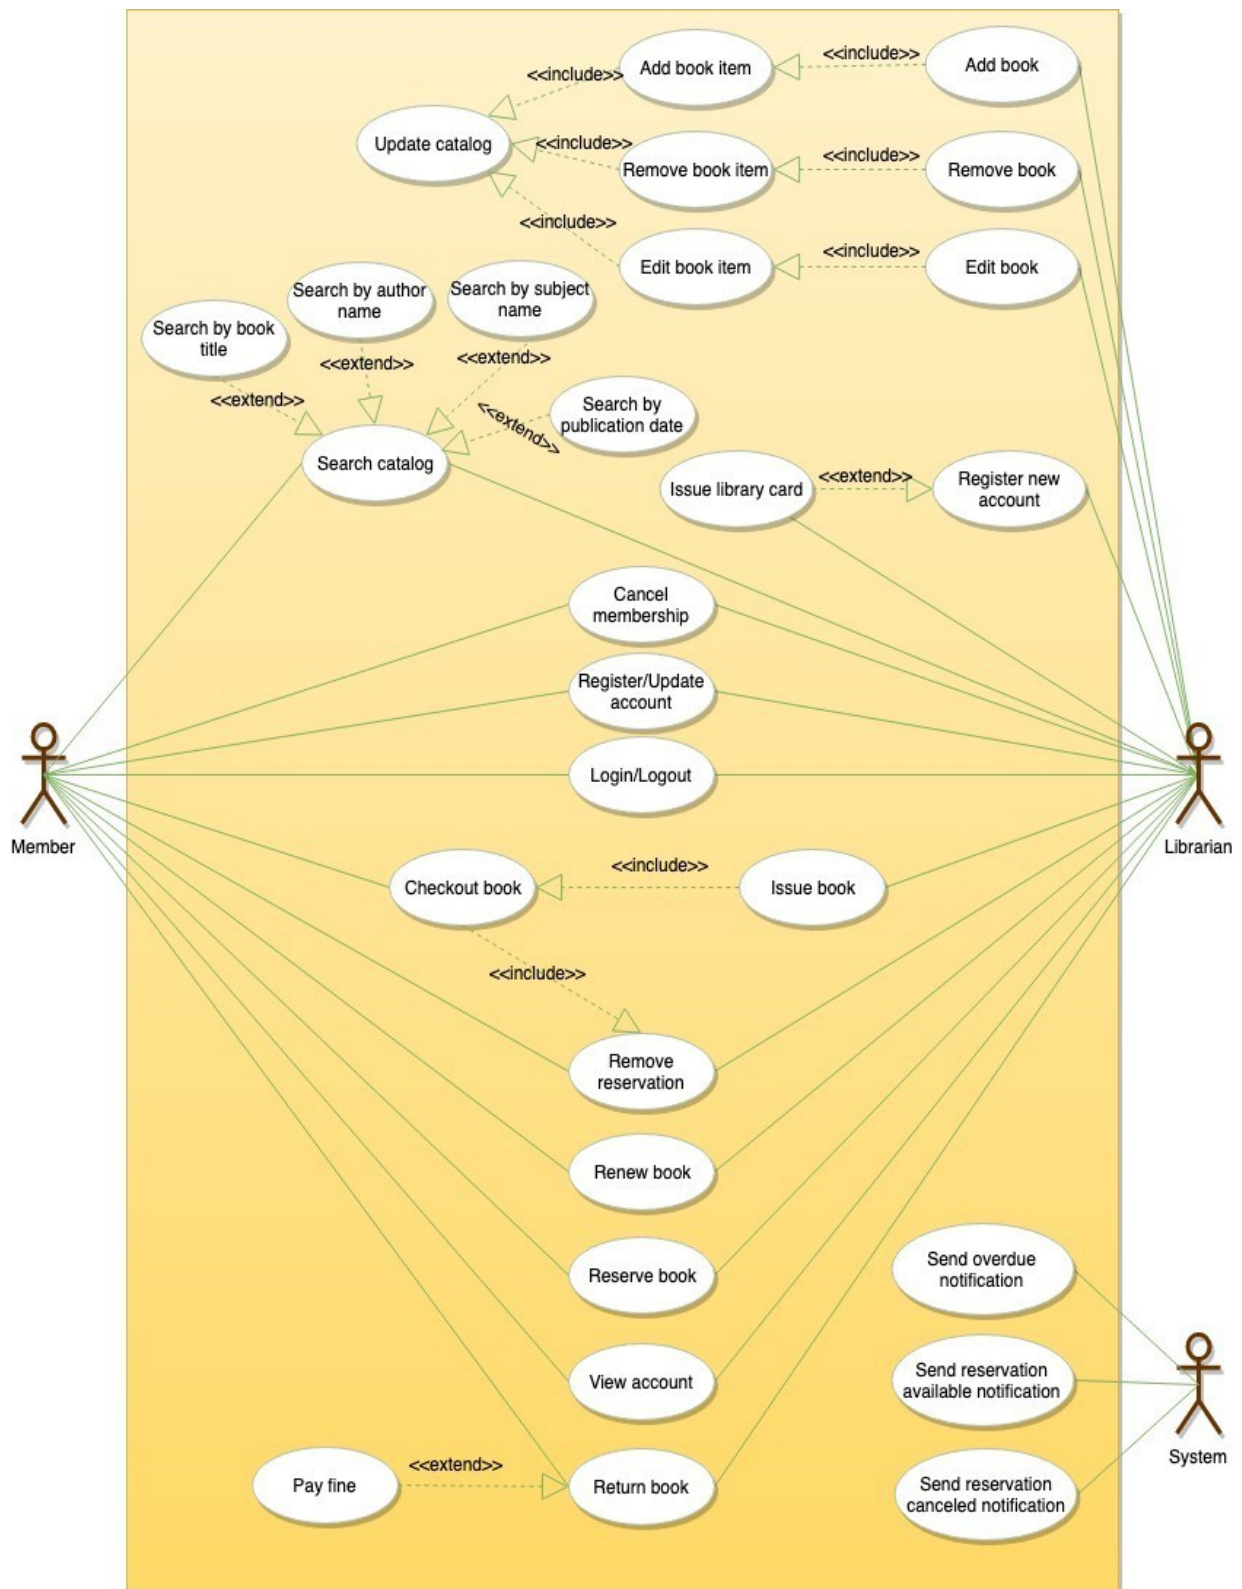 <<include>>
Add book item
<<include>>
Add book
Update catalog
<<include>>
Remove book item
<<include>>
Remove book
<<include>>
Edit book item
<<include>>
Edit book
Search by book
title
Search by author
name
Search by subject
name
<<extend>>
<<extend>>
<<extend>>
<<extend>>
Search by
publication date
Search catalog
Issue library card
<<extend>>
Register new
account
Cancel
membership
Register/Update
account
Login/Logout
Member
Librarian
Checkout book
<<include>>
Issue book
<<include>>
Remove
reservation
Renew book
Reserve book
Send overdue
notification
View account
Send reservation
available notification
System
Pay fine
<<extend>>
Return book
Send reservation
canceled notification